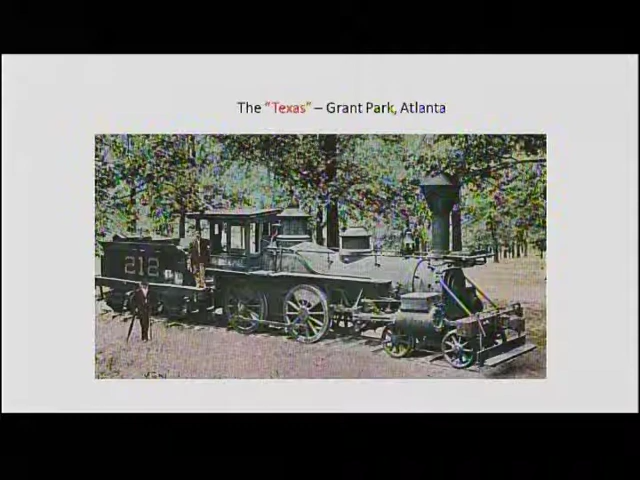 The “Texas” – Grant Park, Atlanta
212